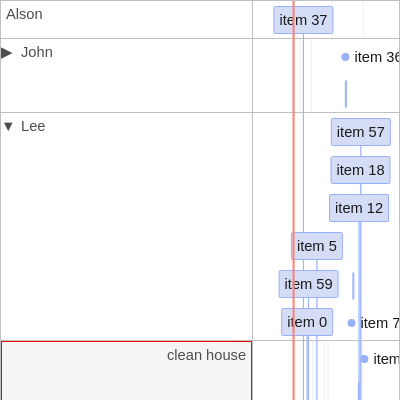 Alson
item 37
▶ John
item 36
▼ Lee
item 57
item 18
item 12
item 5
item 59
item 0
item 7
clean house
item